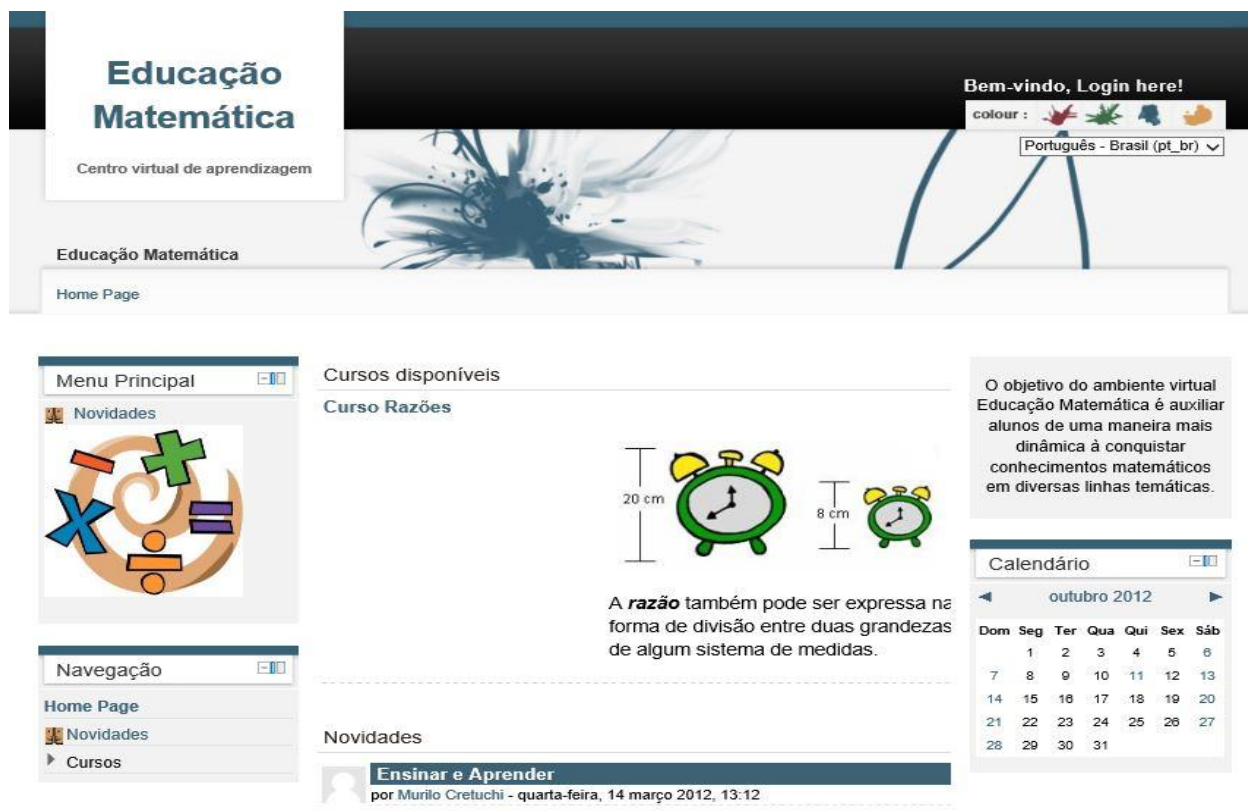 Educação
Matemática
Centro virtual de aprendizagem
Bem-vindo, Login here!
colour :
Português - Brasil (pt_br)
Educação Matemática
Home Page
Menu Principal
Novidades
Navegação
Home Page
Novidades
Cursos
Cursos disponíveis
Curso Razões
20 cm
8 cm
A razão também pode ser expressa na
forma de divisão entre duas grandezas
de algum sistema de medidas.
Novidades
Ensinar e Aprender
por Murilo Cretuchi - quarta-feira, 14 março 2012, 13:12
O objetivo do ambiente virtual
Educação Matemática é auxiliar
alunos de uma maneira mais
dinâmica à conquistar
conhecimentos matemáticos
em diversas linhas temáticas.
Calendário
outubro 2012
Dom Seg Ter Qua Qui Sex Sáb
1 2 3 4 5 6
7 8 9 10 11 12 13
14 15 16 17 18 19 20
21 22 23 24 25 26 27
28 29 30 31